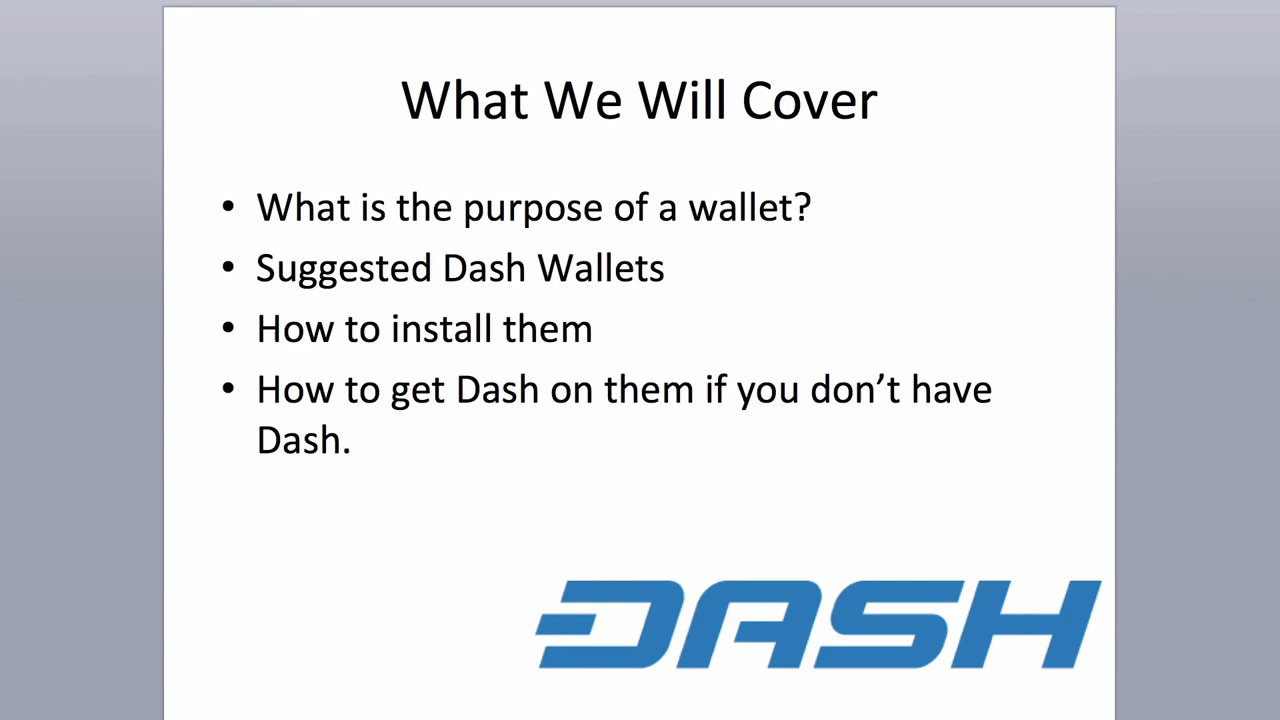 What We Will Cover
• What is the purpose of a wallet?
• Suggested Dash Wallets
• How to install them
• How to get Dash on them if you don’t have
Dash.
DASH